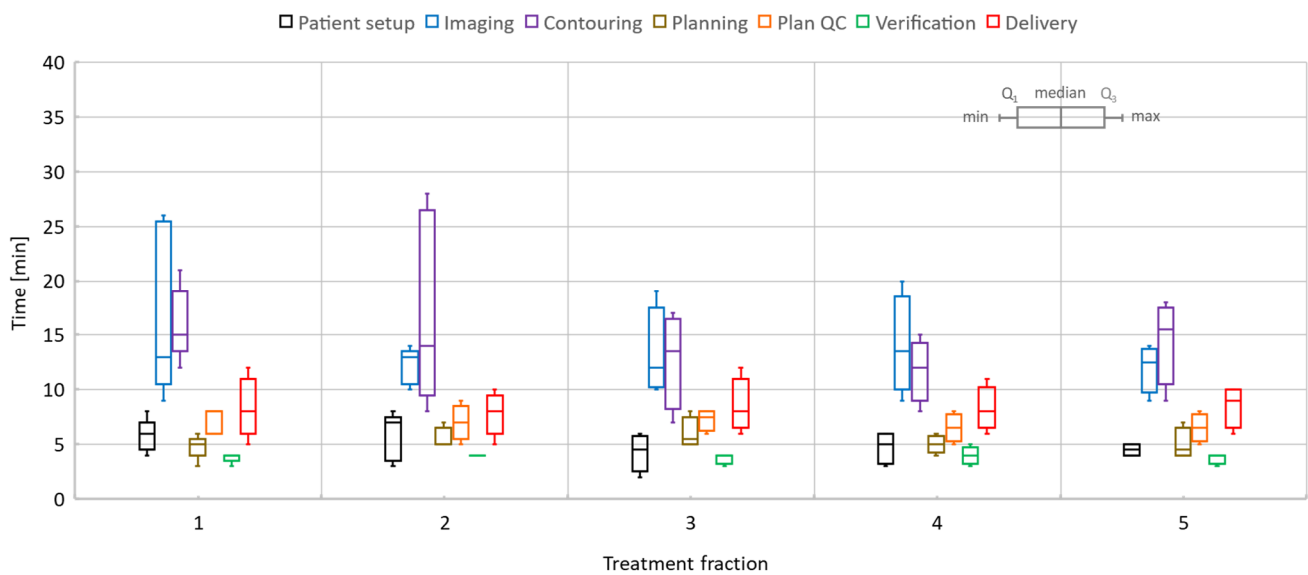 Patient setup Imaging Contouring Planning Plan QC Verification Delivery
40
Q1 median Q3
35
min max
30
25
20
15
10
5
0
Time [min]
1 2 3 4 5
Treatment fraction